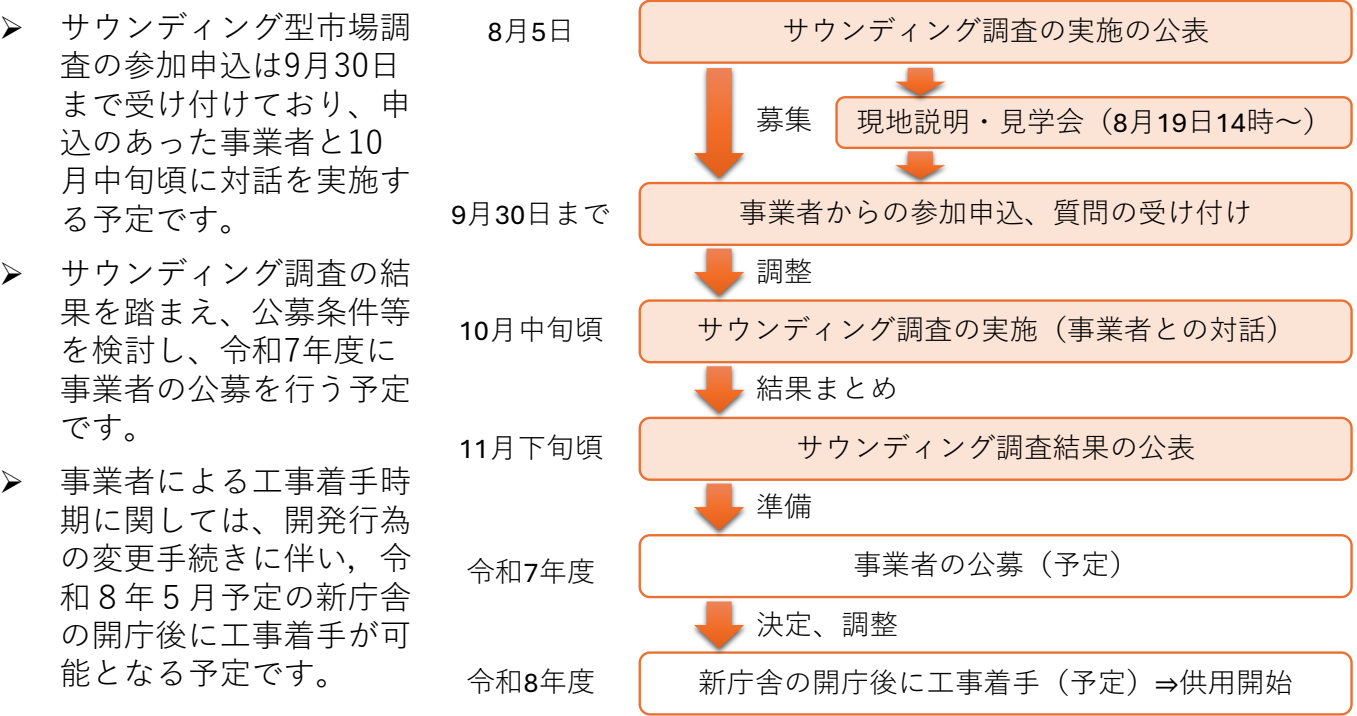 ➢ サウンディング型市場調
査の参加申込は9月30日
まで受け付けており、申
込のあった事業者と10
月中旬頃に対話を実施す
る予定です。
➢ サウンディング調査の結
果を踏まえ、公募条件等
を検討し、令和7年度に
事業者の公募を行う予定
です。
➢ 事業者による工事着手時
期に関しては、開発行為
の変更手続きに伴い，令
和８年５月予定の新庁舎
の開庁後に工事着手が可
能となる予定です。
8月5日
サウンディング調査の実施の公表
募集
現地説明・見学会（8月19日14時～）
9月30日まで
事業者からの参加申込、質問の受け付け
調整
10月中旬頃
サウンディング調査の実施（事業者との対話）
結果まとめ
11月下旬頃
サウンディング調査結果の公表
準備
令和7年度
事業者の公募（予定）
決定、調整
令和8年度
新庁舎の開庁後に工事着手（予定）⇒供用開始